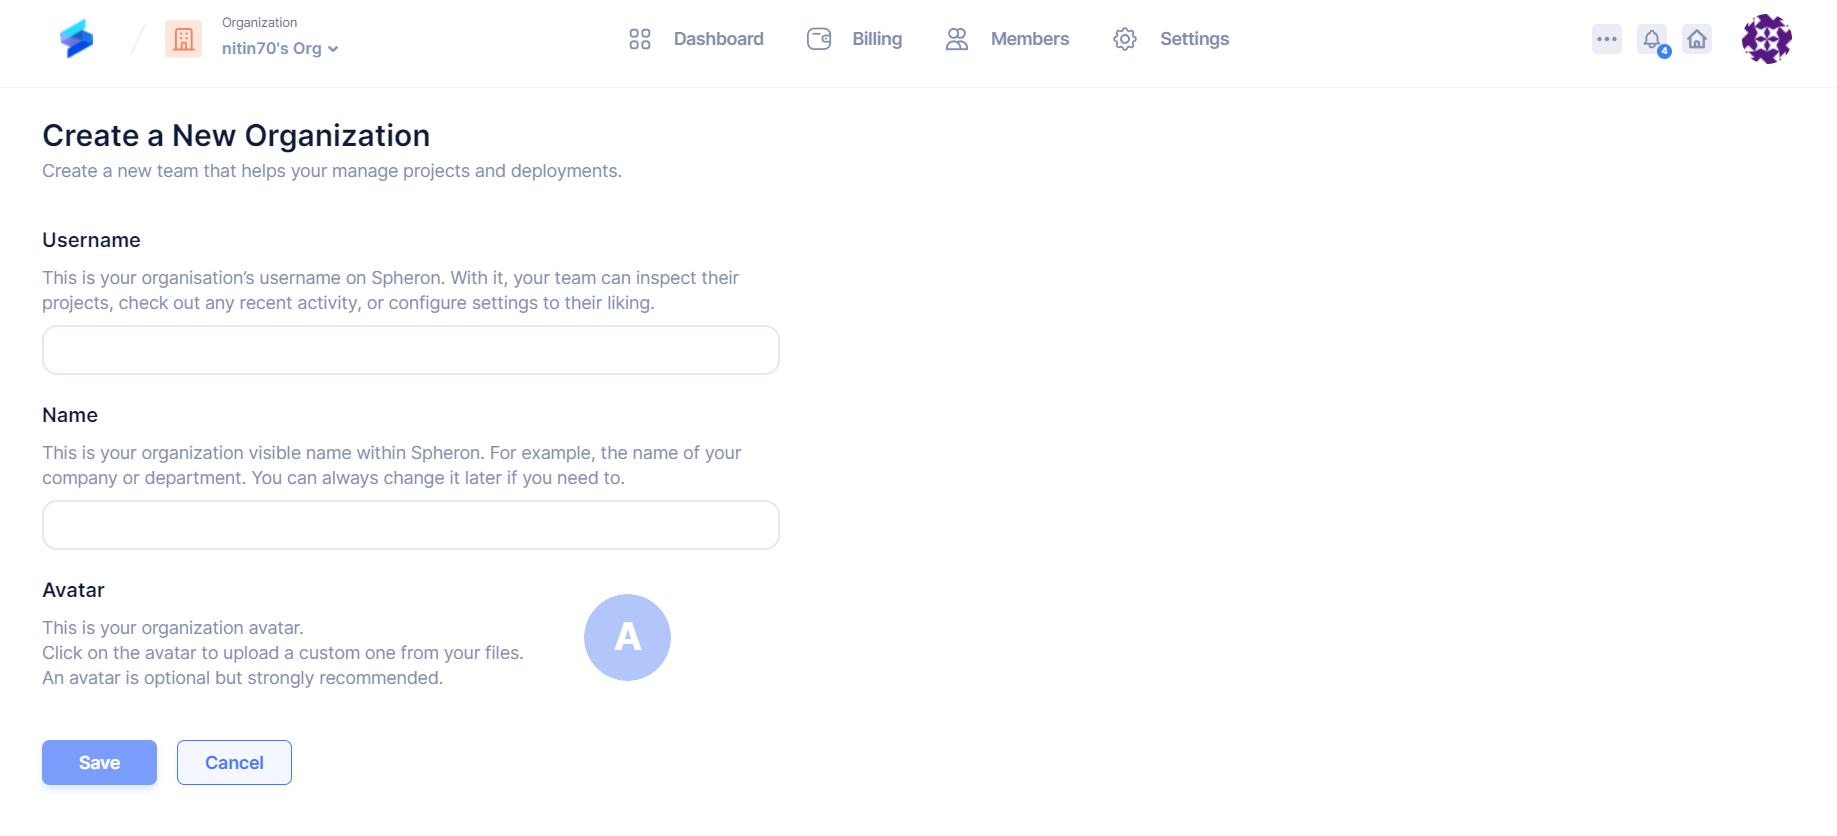 Organization
nitin70's Org
Dashboard
Billing
Members
Settings
4
Create a New Organization
Create a new team that helps your manage projects and deployments.
Username
This is your organisation’s username on Spheron. With it, your team can inspect their
projects, check out any recent activity, or configure settings to their liking.
Name
This is your organization visible name within Spheron. For example, the name of your
company or department. You can always change it later if you need to.
Avatar
This is your organization avatar.
Click on the avatar to upload a custom one from your files.
An avatar is optional but strongly recommended.
A
Save
Cancel